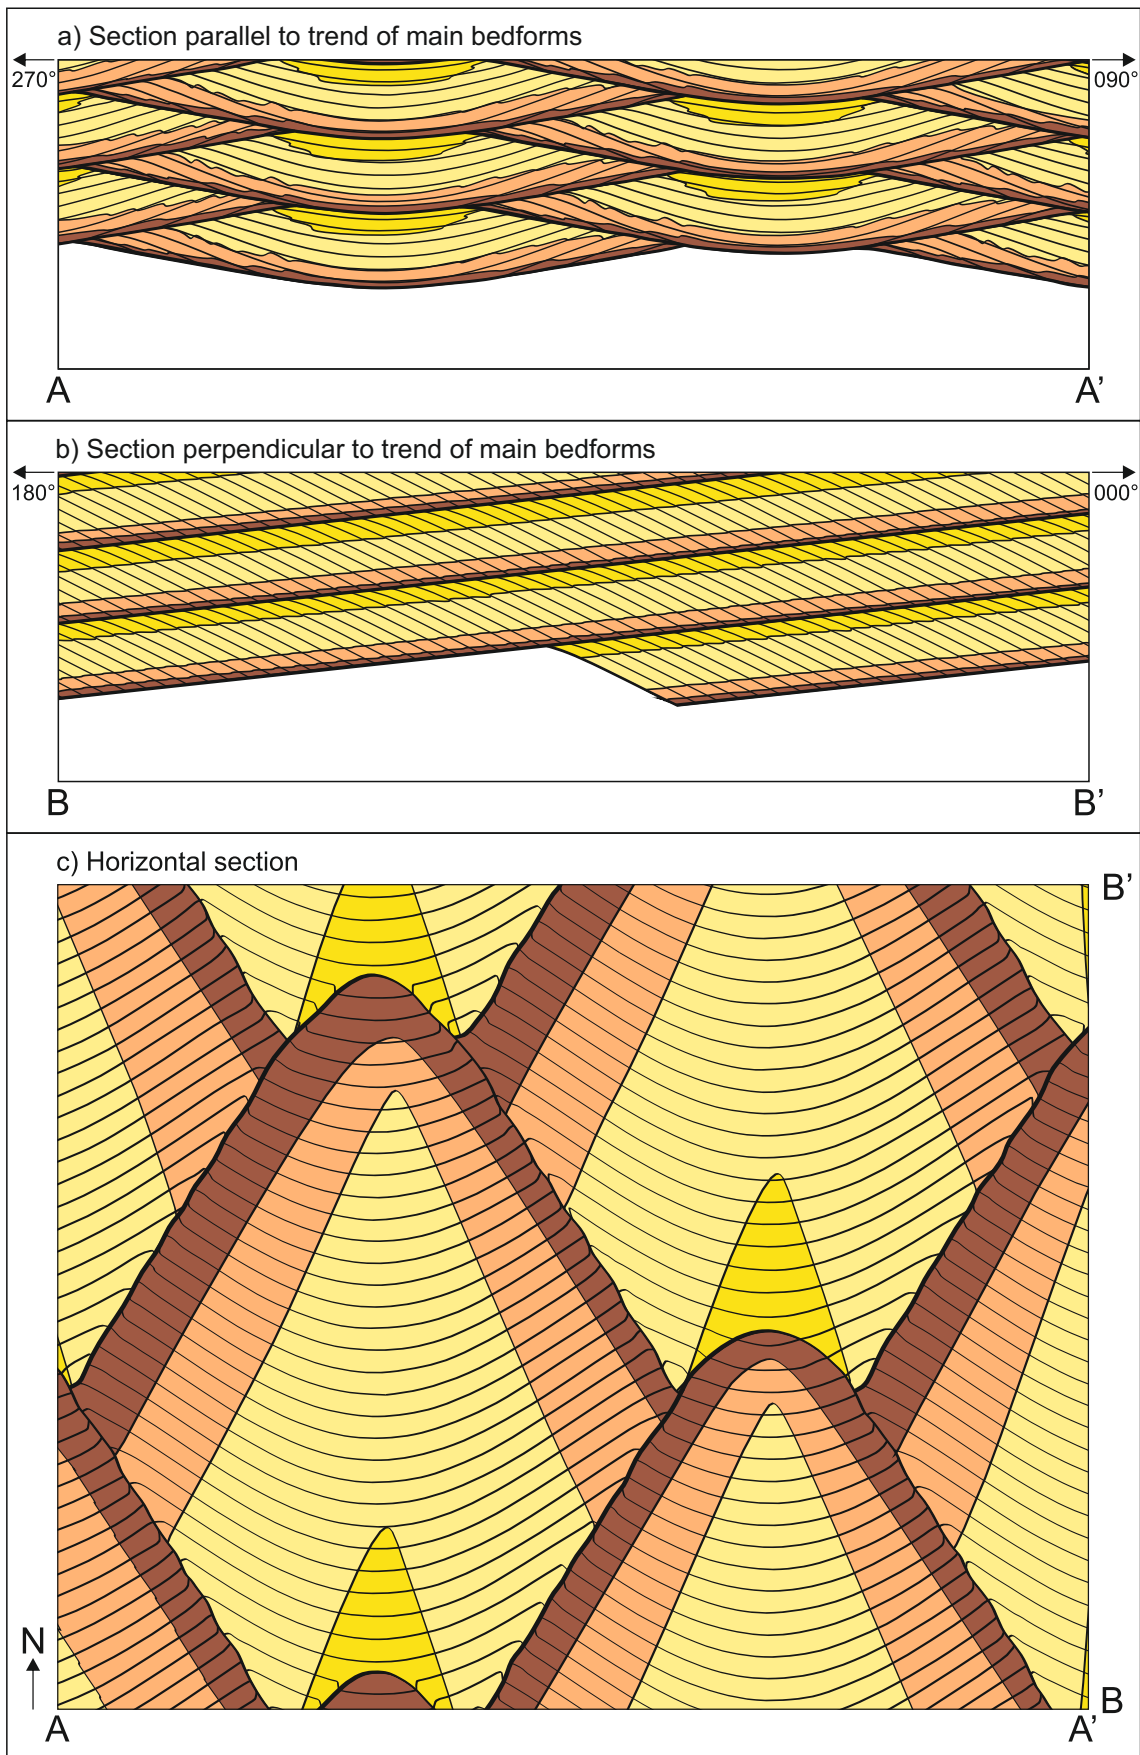 a) Section parallel to trend of main bedforms
270°
090°
A
A’
b) Section perpendicular to trend of main bedforms
180°
000°
B
B’
c) Horizontal section
B’
N
B
A
A’